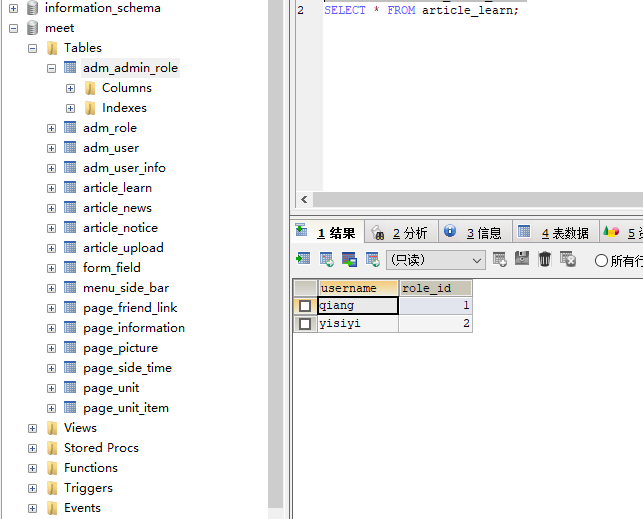 information_schema
meet
Tables
adm_admin_role
Columns
Indexes
adm_role
adm_user
adm_user_info
article_learn
article_news
article_notice
article_upload
form_field
menu_side_bar
page_friend_link
page_information
page_picture
page_side_time
page_unit
page_unit_item
Views
Stored Procs
Functions
Triggers
Events
2 SELECT * FROM article_learn;
1 结果 2 分析 3 信息 4 表数据 5
(只读) 所有行
username role_id
qiang 1
yisiyi 2